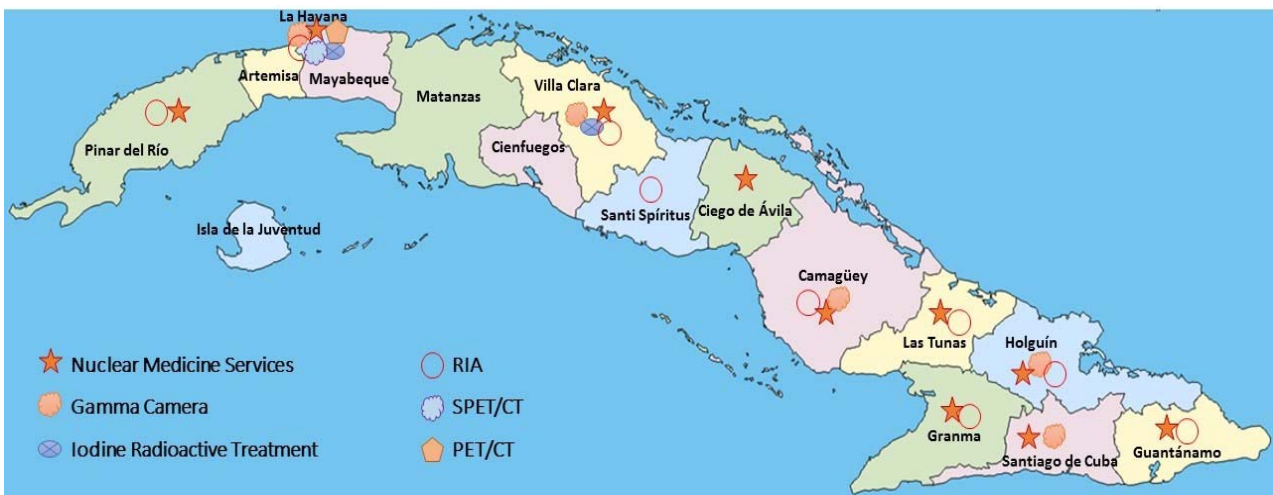 La Havana
Artemisa
Mayabeque
Matanzas
Villa Clara
Pinar del Río
Cienfuegos
Isla de la Juventud
Santi Spíritus
Ciego de Ávila
Camagüey
Las Tunas
Holguín
Granma
Santiago de Cuba
Guantánamo
Nuclear Medicine Services
Gamma Camera
Iodine Radioactive Treatment
RIA
SPET/CT
PET/CT